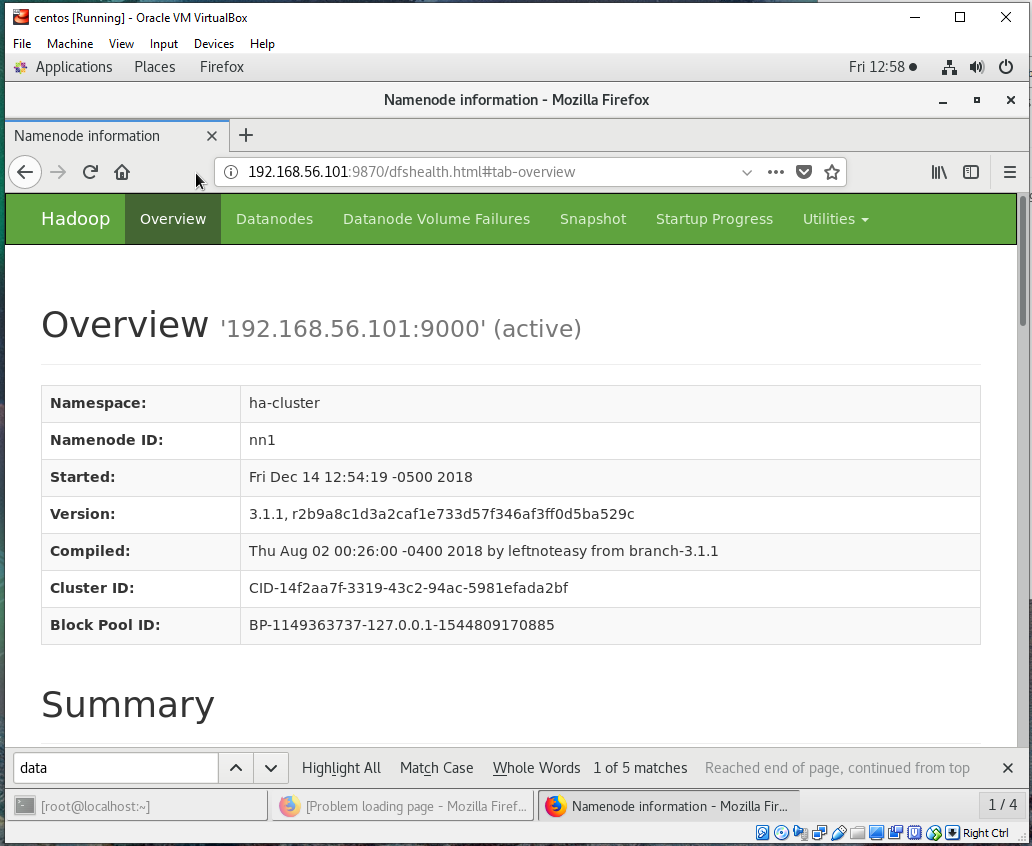 centos [Running] - Oracle VM VirtualBox
File Machine View Input Devices Help
Applications Places Firefox Fri 12:58
Namenode information - Mozilla Firefox
Namenode information
192.168.56.101:9870/dfshealth.html#tab-overview
Hadoop Overview Datanodes Datanode Volume Failures Snapshot Startup Progress Utilities
Overview '192.168.56.101:9000' (active)
Namespace: ha-cluster
Namenode ID: nn1
Started: Fri Dec 14 12:54:19 -0500 2018
Version: 3.1.1, r2b9a8c1d3a2caf1e733d57f346af3ff0d5ba529c
Compiled: Thu Aug 02 00:26:00 -0400 2018 by leftnoteasy from branch-3.1.1
Cluster ID: CID-14f2aa7f-3319-43c2-94ac-5981efada2bf
Block Pool ID: BP-1149363737-127.0.0.1-1544809170885
Summary
data Highlight All Match Case Whole Words 1 of 5 matches Reached end of page, continued from top
[root@localhost:~] [Problem loading page - Mozilla Firef... Namenode information - Mozilla Fir... 1 / 4
Right Ctrl